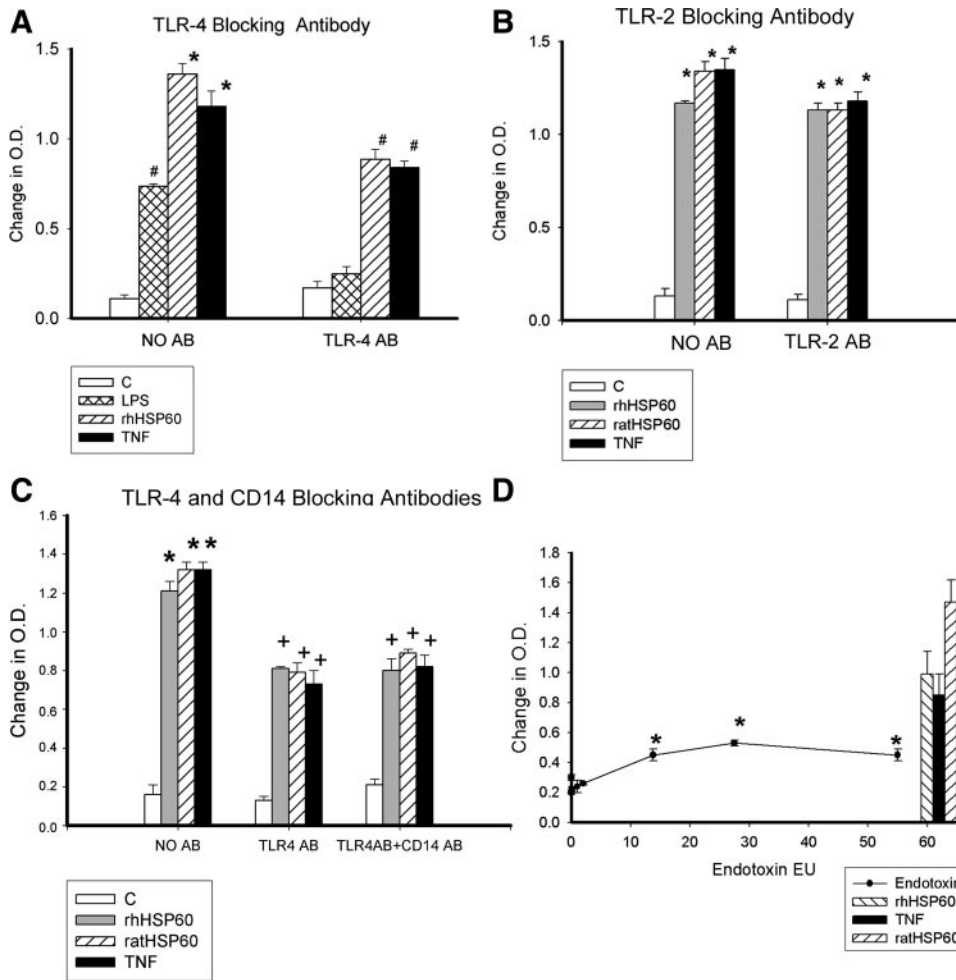 A
TLR-4 Blocking Antibody
Change in O.D.
1.5
1.0
0.5
0.0
#
*
*
#
#
NO AB
TLR-4 AB
C
LPS
rhHSP60
TNF
B
TLR-2 Blocking Antibody
Change in O.D.
1.5
1.0
0.5
0.0
* * *
* * *
NO AB
TLR-2 AB
C
rhHSP60
ratHSP60
TNF
C
TLR-4 and CD14 Blocking Antibodies
Change in O.D.
1.6
1.4
1.2
1.0
0.8
0.6
0.4
0.2
0.0
* * *
+ + +
+ + +
NO AB
TLR4 AB
TLR4AB+CD14 AB
C
rhHSP60
ratHSP60
TNF
D
Change in O.D.
1.8
1.6
1.4
1.2
1.0
0.8
0.6
0.4
0.2
0.0
* * *
0 10 20 30 40 50 60
Endotoxin EU
Endotoxin
rhHSP60
TNF
ratHSP60